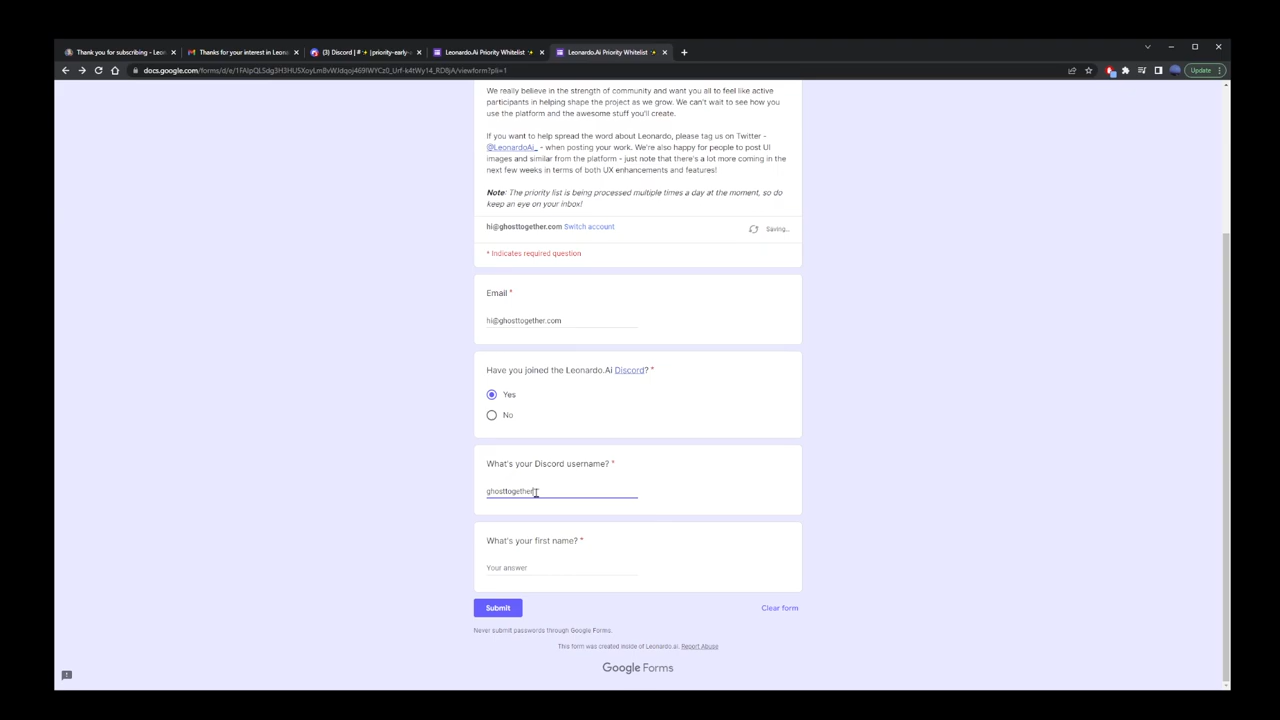 Thank you for subscribing - Leon
Thanks for your interest in Leona
(3) Discord | #✨ |priority-early-
Leonardo.Ai Priority Whitelist ✨
Leonardo.Ai Priority Whitelist ✨
Update
We really believe in the strength of community and want you all to feel like active
participants in helping shape the project as we grow. We can't wait to see how you
use the platform and the awesome stuff you'll create.
If you want to help spread the word about Leonardo, please tag us on Twitter -
@LeonardoAi_ - when posting your work. We're also happy for people to post UI
images and similar from the platform - just note that there's a lot more coming in the
next few weeks in terms of both UX enhancements and features!
Note: The priority list is being processed multiple times a day at the moment, so do
keep an eye on your inbox!
hi@ghosttogether.com Switch account
Saving...
* Indicates required question
Email *
hi@ghosttogether.com
Have you joined the Leonardo.Ai Discord? *
Yes
No
What's your Discord username? *
ghosttogether
What's your first name? *
Your answer
Submit
Clear form
Never submit passwords through Google Forms.
This form was created inside of Leonardo.ai. Report Abuse
Google Forms